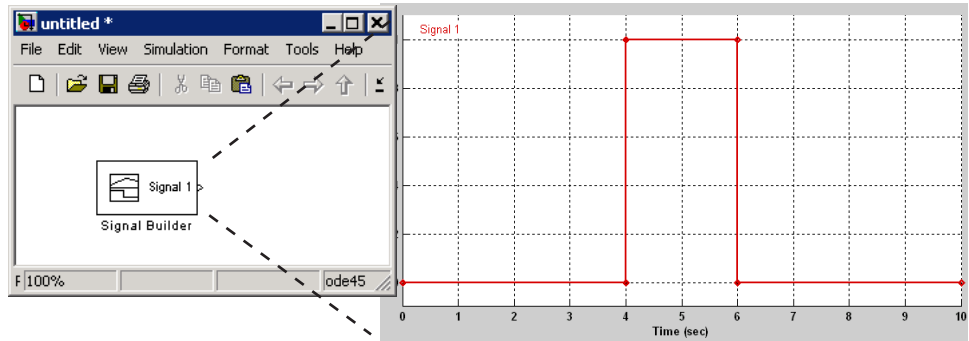 untitled *
File Edit View Simulation Format Tools Help
Signal 1
Signal Builder
F 100% ode45
Signal 1
0 1 2 3 4 5 6 7 8 9 10
Time (sec)